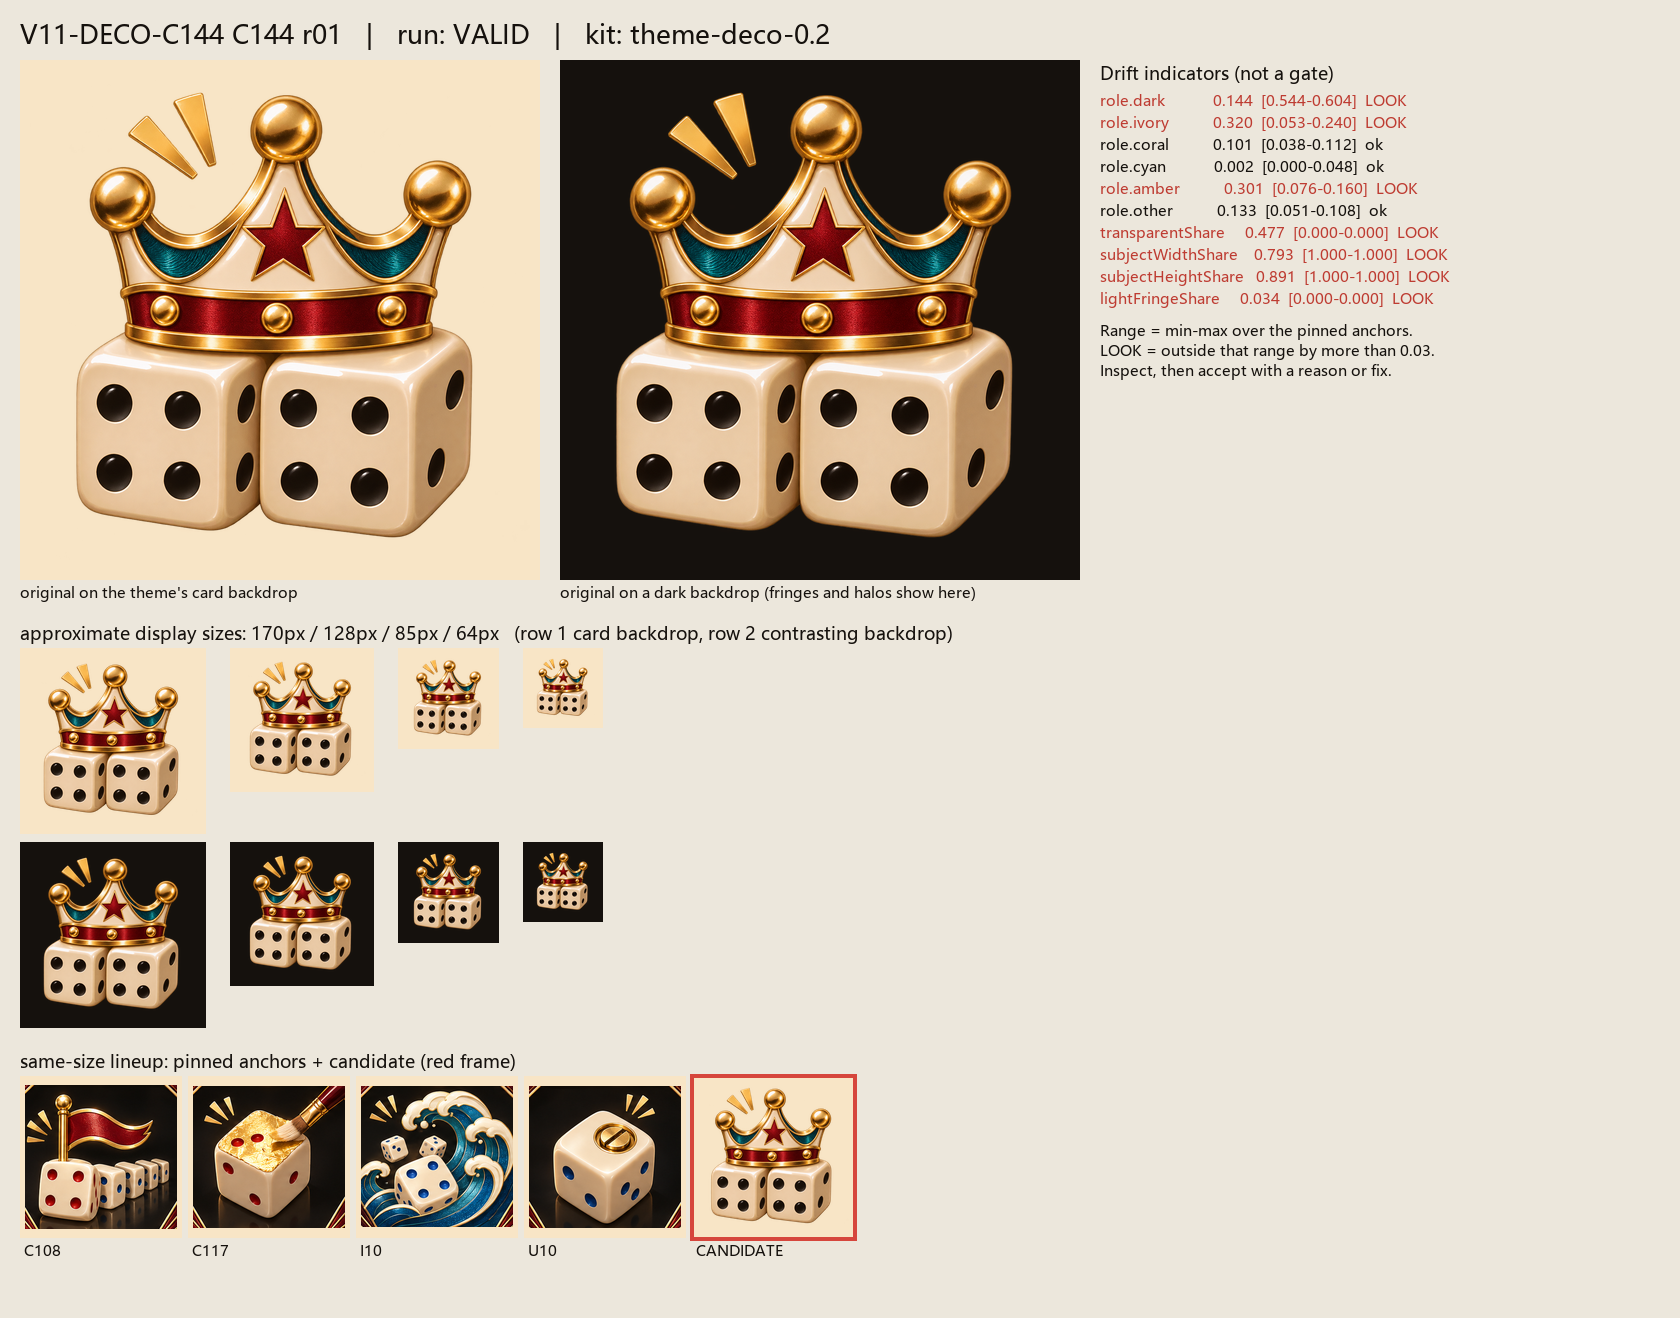 V11-DECO-C144 C144 r01 | run: VALID | kit: theme-deco-0.2
Drift indicators (not a gate)
role.dark 0.144 [0.544-0.604] LOOK
role.ivory 0.320 [0.053-0.240] LOOK
role.coral 0.101 [0.038-0.112] ok
role.cyan 0.002 [0.000-0.048] ok
role.amber 0.301 [0.076-0.160] LOOK
role.other 0.133 [0.051-0.108] ok
transparentShare 0.477 [0.000-0.000] LOOK
subjectWidthShare 0.793 [1.000-1.000] LOOK
subjectHeightShare 0.891 [1.000-1.000] LOOK
lightFringeShare 0.034 [0.000-0.000] LOOK
Range = min-max over the pinned anchors.
LOOK = outside that range by more than 0.03.
Inspect, then accept with a reason or fix.
original on the theme's card backdrop
original on a dark backdrop (fringes and halos show here)
approximate display sizes: 170px / 128px / 85px / 64px (row 1 card backdrop, row 2 contrasting backdrop)
same-size lineup: pinned anchors + candidate (red frame)
C108
C117
I10
U10
CANDIDATE